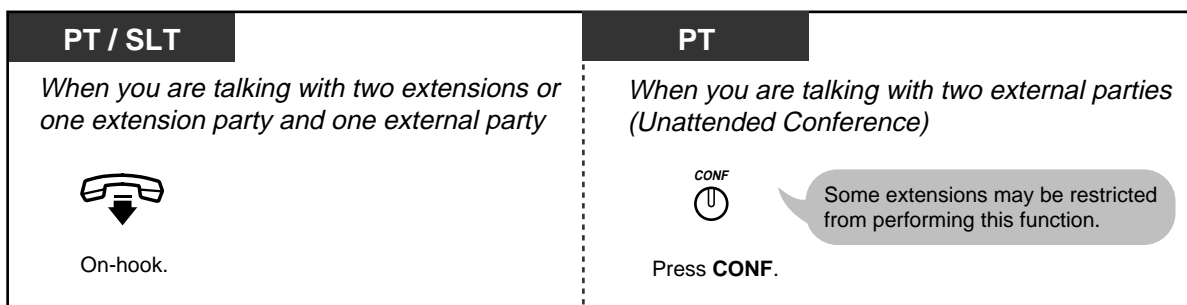 PT / SLT
When you are talking with two extensions or
one extension party and one external party
On-hook.
PT
When you are talking with two external parties
(Unattended Conference)
CONF
Some extensions may be restricted
from performing this function.
Press CONF.